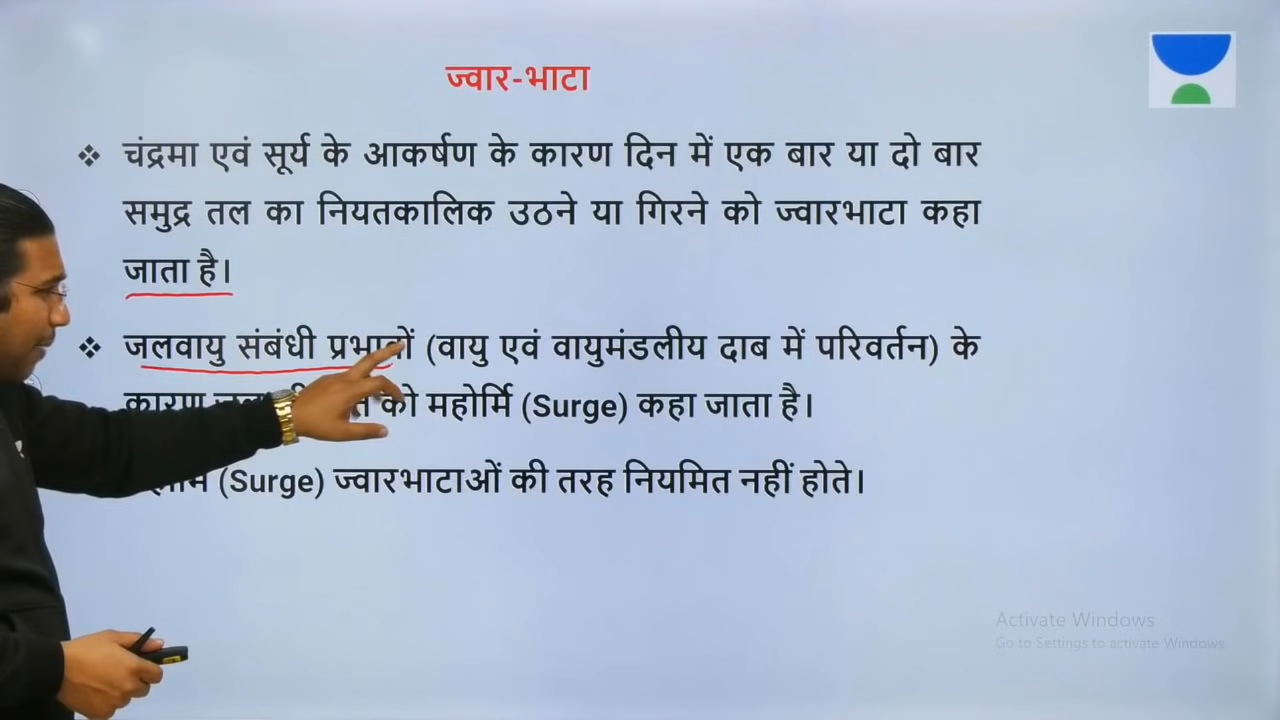 ज्वार-भाटा
❖ चंद्रमा एवं सूर्य के आकर्षण के कारण दिन में एक बार या दो बार
समुद्र तल का नियतकालिक उठने या गिरने को ज्वारभाटा कहा
जाता है।
❖ जलवायु संबंधी प्रभावों (वायु एवं वायुमंडलीय दाब में परिवर्तन) के
कारण को महोर्मि (Surge) कहा जाता है।
(Surge) ज्वारभाटाओं की तरह नियमित नहीं होते।
Activate Windows
Go to Settings to activate Windows